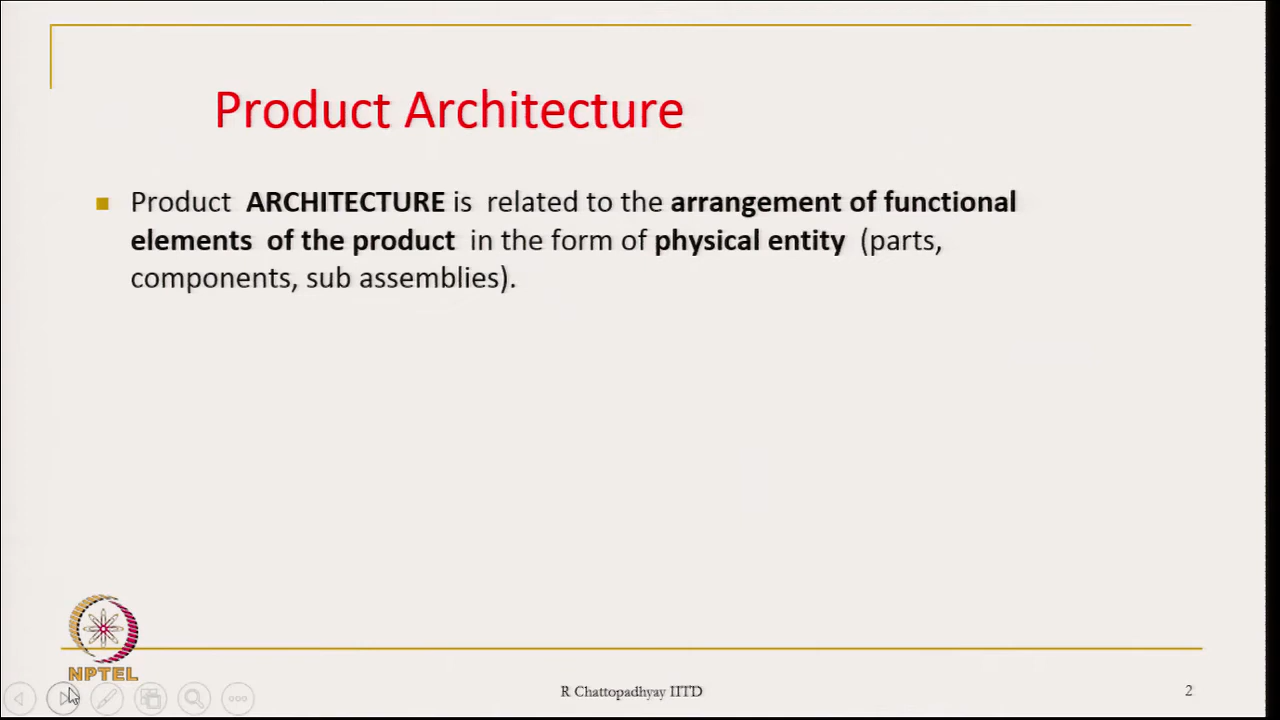 Product Architecture
Product ARCHITECTURE is related to the arrangement of functional
elements of the product in the form of physical entity (parts,
components, sub assemblies).
NPTEL
R Chattopadhyay IITD
2